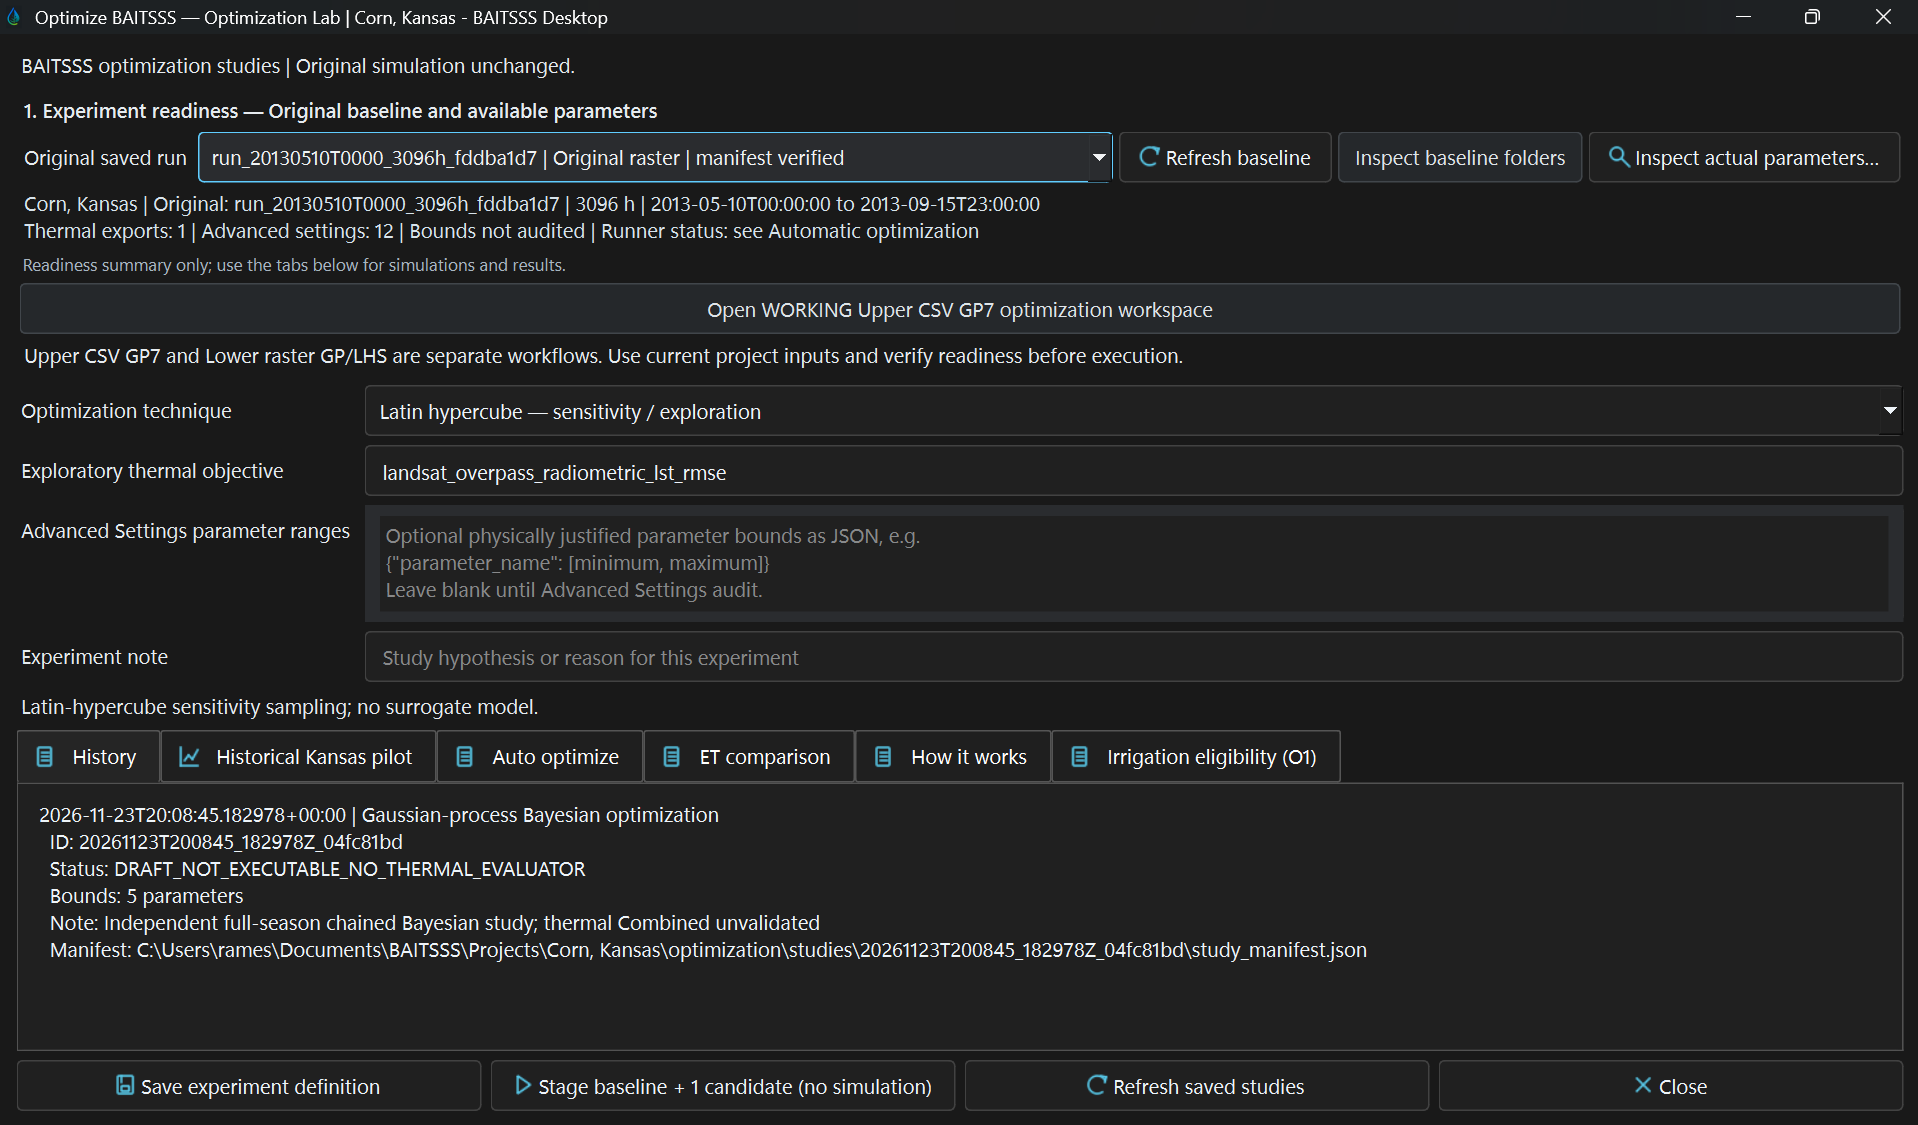 Optimize BAITSSS — Optimization Lab | Corn, Kansas - BAITSSS Desktop
BAITSSS optimization studies | Original simulation unchanged.
1. Experiment readiness — Original baseline and available parameters
Original saved run
run_20130510T0000_3096h_fddba1d7 | Original raster | manifest verified
Refresh baseline
Inspect baseline folders
Inspect actual parameters...
Corn, Kansas | Original: run_20130510T0000_3096h_fddba1d7 | 3096 h | 2013-05-10T00:00:00 to 2013-09-15T23:00:00
Thermal exports: 1 | Advanced settings: 12 | Bounds not audited | Runner status: see Automatic optimization
Readiness summary only; use the tabs below for simulations and results.
Open WORKING Upper CSV GP7 optimization workspace
Upper CSV GP7 and Lower raster GP/LHS are separate workflows. Use current project inputs and verify readiness before execution.
Optimization technique
Latin hypercube — sensitivity / exploration
Exploratory thermal objective
landsat_overpass_radiometric_lst_rmse
Advanced Settings parameter ranges
Optional physically justified parameter bounds as JSON, e.g.
{"parameter_name": [minimum, maximum]}
Leave blank until Advanced Settings audit.
Experiment note
Study hypothesis or reason for this experiment
Latin-hypercube sensitivity sampling; no surrogate model.
History
Historical Kansas pilot
Auto optimize
ET comparison
How it works
Irrigation eligibility (O1)
2026-11-23T20:08:45.182978+00:00 | Gaussian-process Bayesian optimization
ID: 20261123T200845_182978Z_04fc81bd
Status: DRAFT_NOT_EXECUTABLE_NO_THERMAL_EVALUATOR
Bounds: 5 parameters
Note: Independent full-season chained Bayesian study; thermal Combined unvalidated
Manifest: C:\Users\rames\Documents\BAITSSS\Projects\Corn, Kansas\optimization\studies\20261123T200845_182978Z_04fc81bd\study_manifest.json
Save experiment definition
Stage baseline + 1 candidate (no simulation)
Refresh saved studies
Close